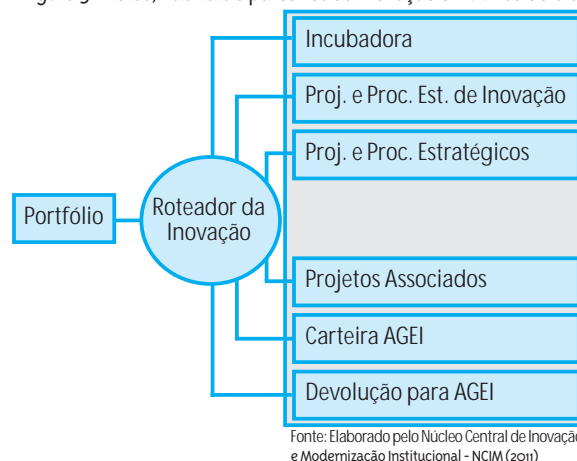 Incubadora
Proj. e Proc. Est. de Inovação
Proj. e Proc. Estratégicos
Portfólio
Roteador da
Inovação
Projetos Associados
Carteira AGEI
Devolução para AGEI
Fonte: Elaborado pelo Núcleo Central de Inovação
e Modernização Institucional - NCIM (2011)